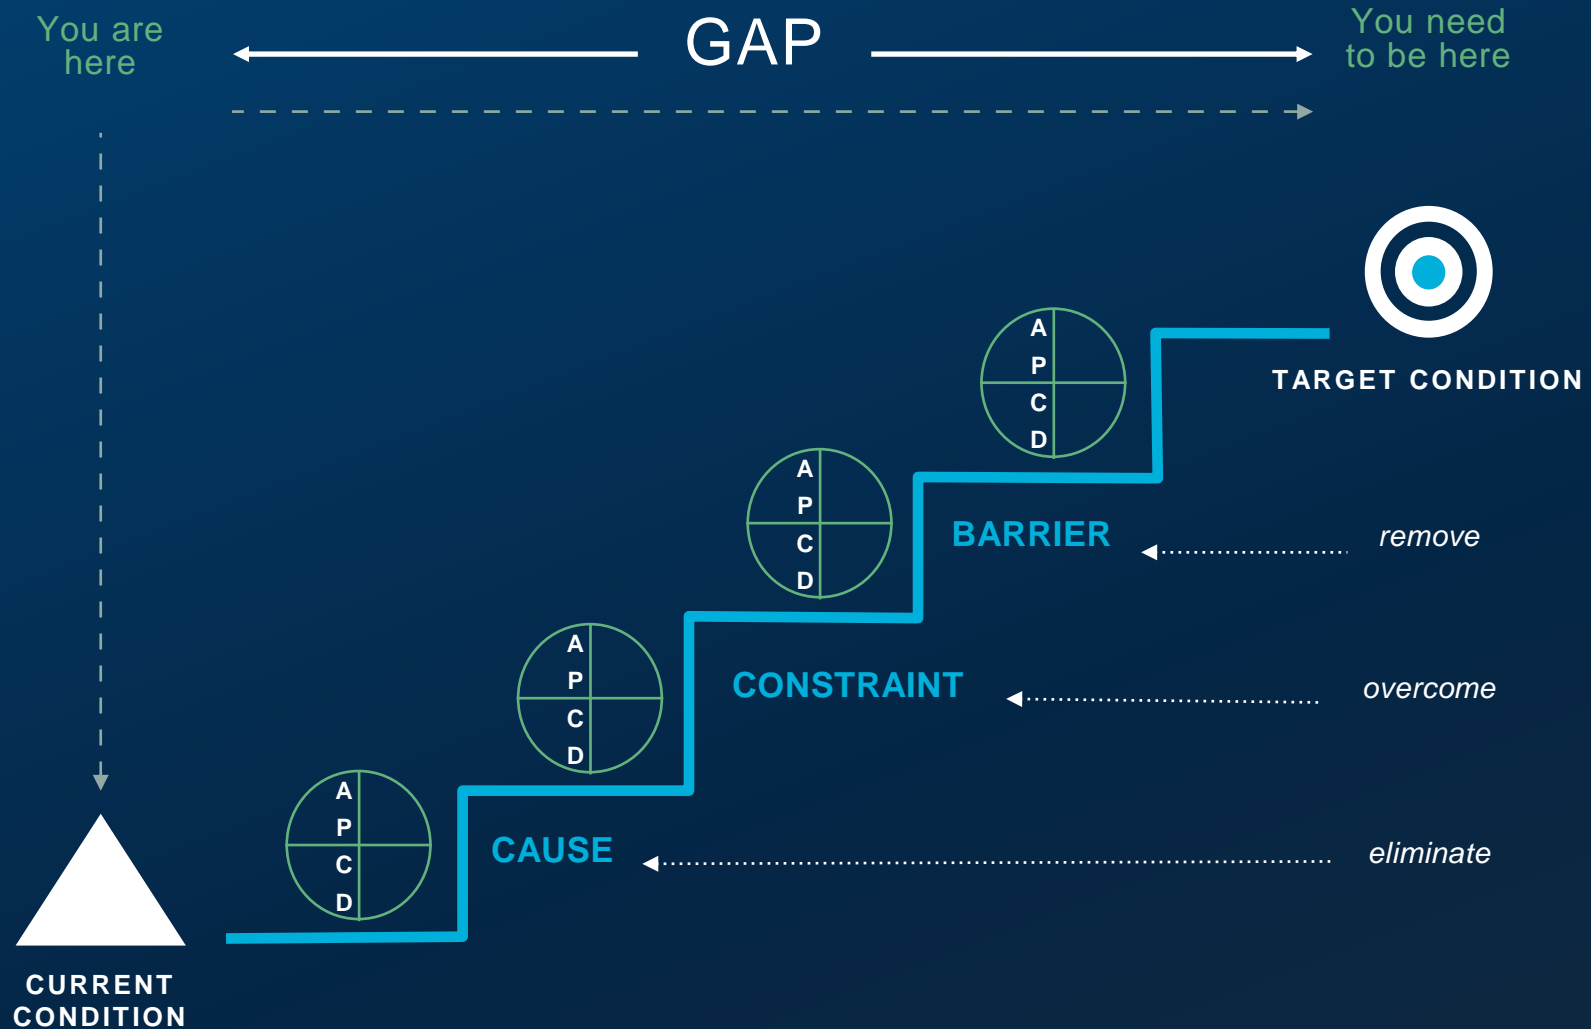 You are
here
GAP
You need
to be here
TARGET CONDITION
A
P
C
D
A
P
C
D
BARRIER
remove
A
P
C
D
CONSTRAINT
overcome
A
P
C
D
CAUSE
eliminate
CURRENT
CONDITION